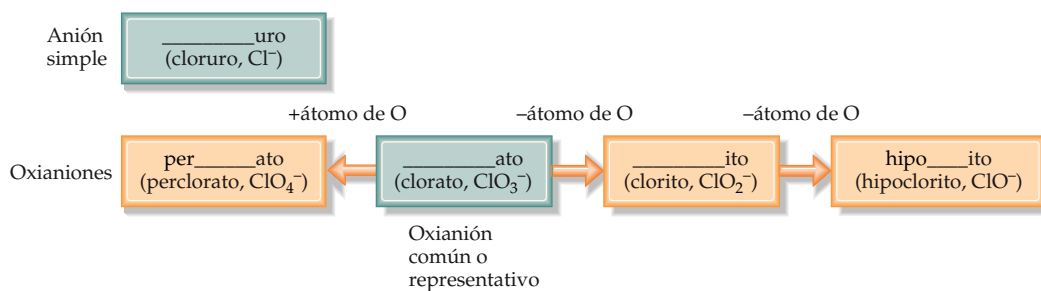 Anión
simple
_________uro
(cloruro, Cl⁻)
+átomo de O
–átomo de O
–átomo de O
Oxianiones
per______ato
(perclorato, ClO₄⁻)
_________ato
(clorato, ClO₃⁻)
_________ito
(clorito, ClO₂⁻)
hipo____ito
(hipoclorito, ClO⁻)
Oxianión
común o
representativo